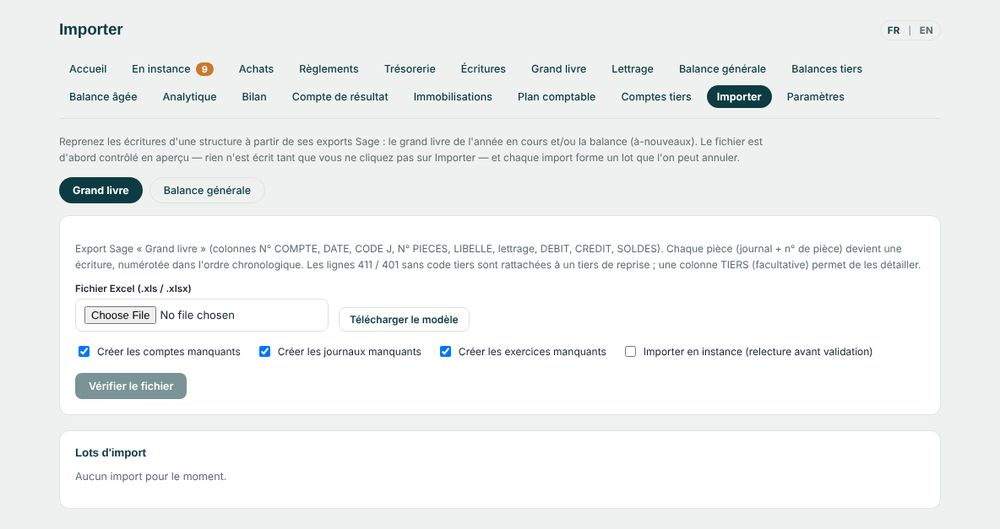 Importer
FR | EN
Accueil En instance 9 Achats Règlements Trésorerie Écritures Grand livre Lettrage Balance générale Balances tiers
Balance âgée Analytique Bilan Compte de résultat Immobilisations Plan comptable Comptes tiers Importer Paramètres
Reprenez les écritures d'une structure à partir de ses exports Sage : le grand livre de l'année en cours et/ou la balance (à-nouveaux). Le fichier est
d'abord contrôlé en aperçu — rien n'est écrit tant que vous ne cliquez pas sur Importer — et chaque import forme un lot que l'on peut annuler.
Grand livre Balance générale
Export Sage « Grand livre » (colonnes N° COMPTE, DATE, CODE J, N° PIECES, LIBELLE, lettrage, DEBIT, CREDIT, SOLDES). Chaque pièce (journal + n° de pièce) devient une
écriture, numérotée dans l'ordre chronologique. Les lignes 411 / 401 sans code tiers sont rattachées à un tiers de reprise ; une colonne TIERS (facultative) permet de les détailler.
Fichier Excel (.xls / .xlsx)
Choose File No file chosen Télécharger le modèle
Créer les comptes manquants Créer les journaux manquants Créer les exercices manquants Importer en instance (relecture avant validation)
Vérifier le fichier
Lots d'import
Aucun import pour le moment.